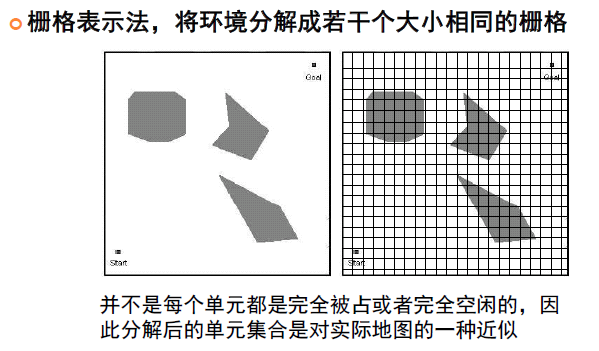 栅格表示法，将环境分解成若干个大小相同的栅格
Goal
Goal
Start
Start
并不是每个单元都是完全被占或者完全空闲的，因
此分解后的单元集合是对实际地图的一种近似